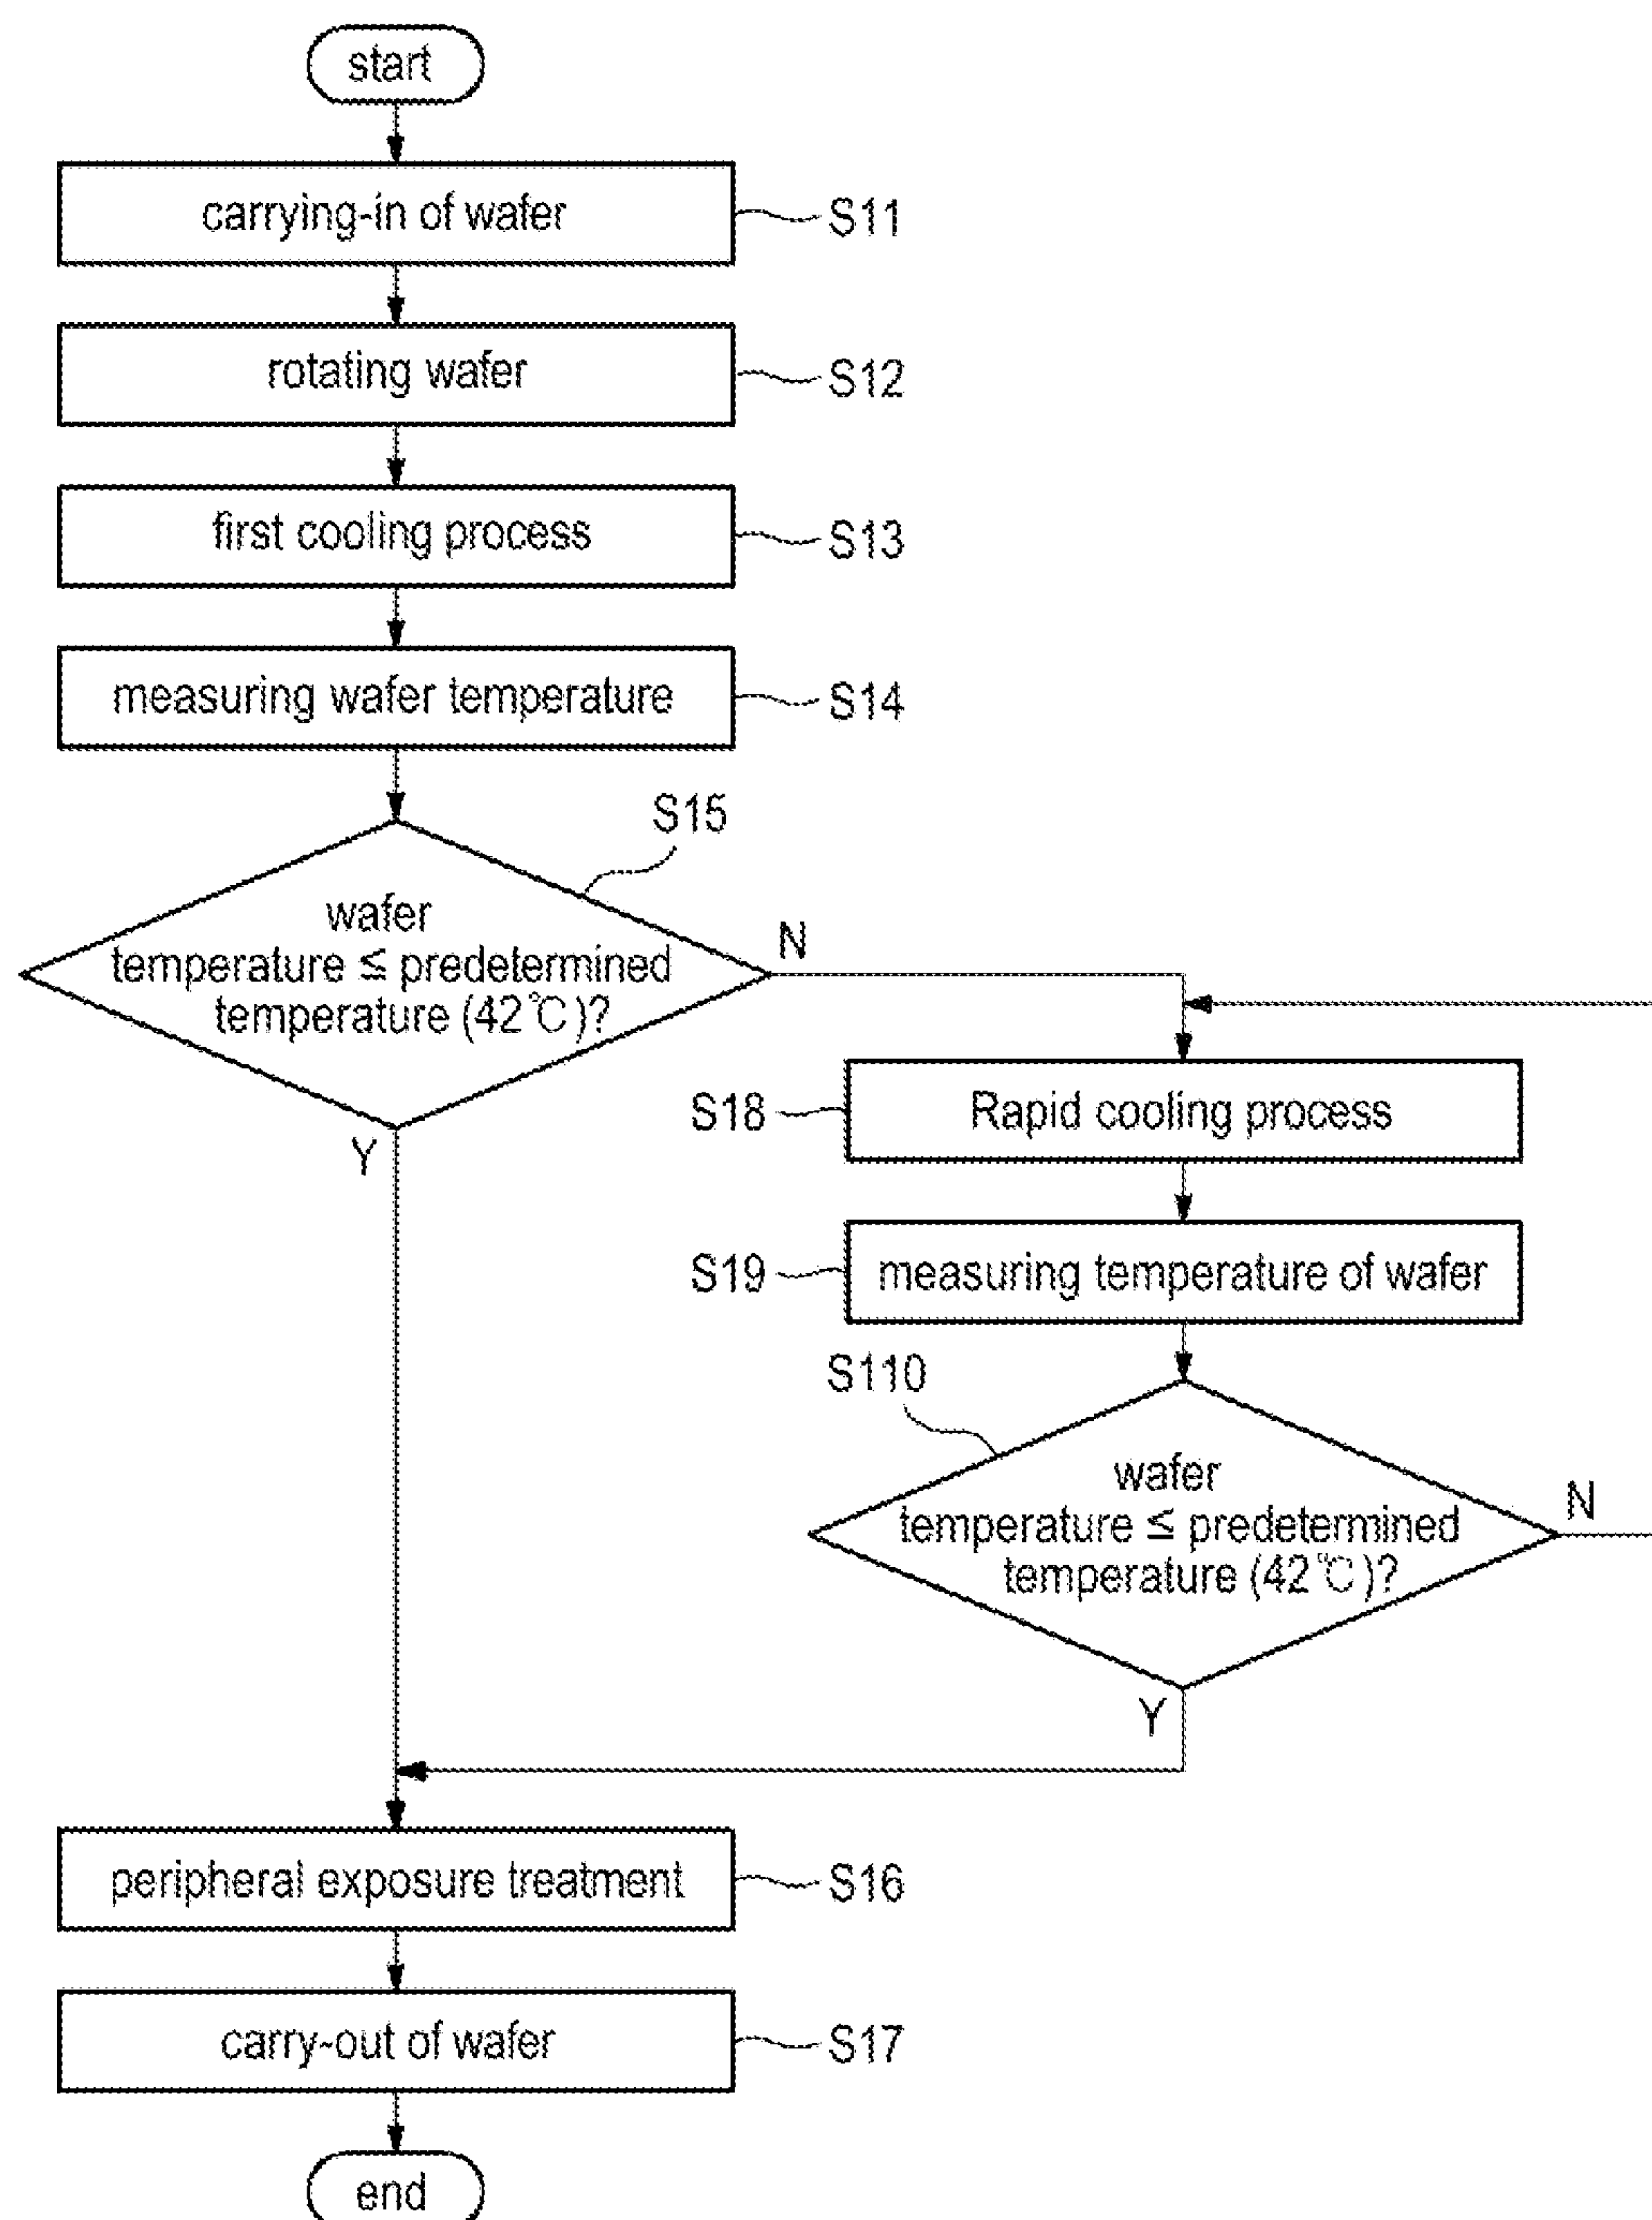 start
carrying-in of wafer
S11
rotating wafer
S12
first cooling process
S13
measuring wafer temperature
S14
S15
wafer
temperature ≤ predetermined
temperature (42℃)?
N
Y
S18
Rapid cooling process
S19
measuring temperature of wafer
S110
wafer
temperature ≤ predetermined
temperature (42℃)?
N
Y
peripheral exposure treatment
S16
carry-out of wafer
S17
end